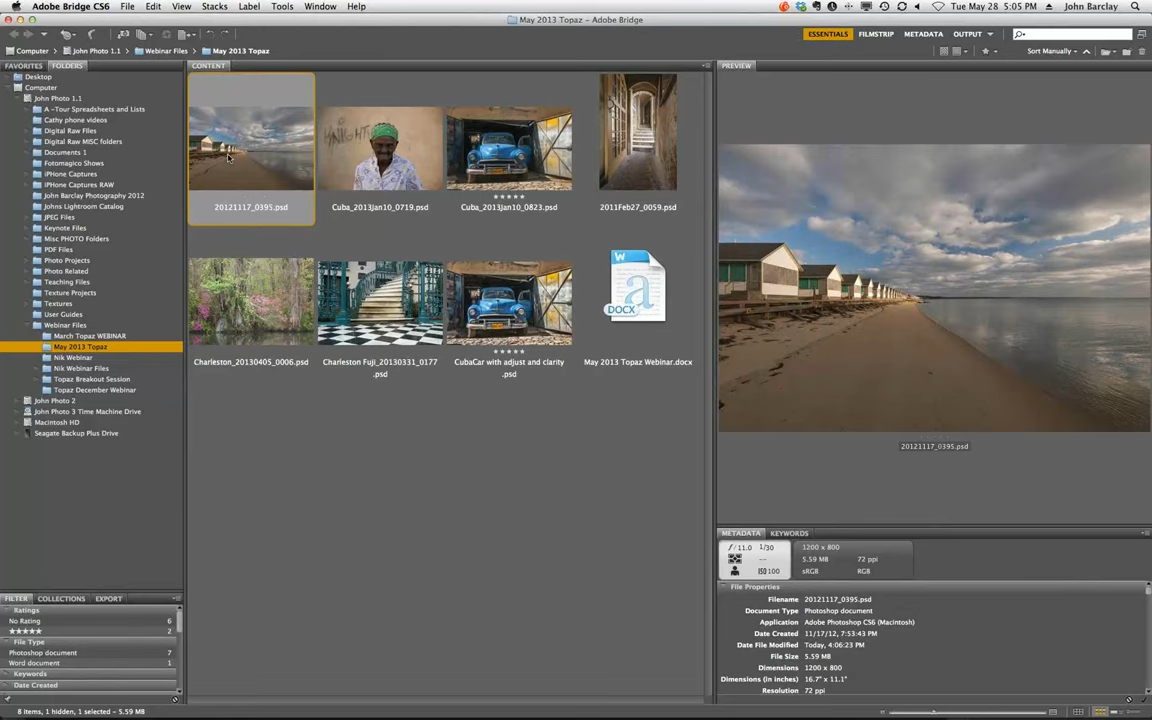 Adobe Bridge CS6 File Edit View Stacks Label Tools Window Help Tue May 28 5:05 PM John Barclay
May 2013 Topaz – Adobe Bridge
ESSENTIALS FILMSTRIP METADATA OUTPUT
Computer John Photo 1.1 Webinar Files May 2013 Topaz
Sort Manually
FAVORITES FOLDERS
Desktop
Computer
John Photo 1.1
A -Tour Spreadsheets and Lists
Cathy phone videos
Digital Raw Files
Digital Raw MISC folders
Documents 1
Fotomagico Shows
iPHone Captures
iPHone Captures RAW
John Barclay Photography 2012
Johns Lightroom Catalog
JPEG Files
Keynote Files
Misc PHOTO Folders
PDF Files
Photo Projects
Photo Related
Teaching Files
Texture Projects
Textures
User Guides
Webinar Files
March Topaz WEBINAR
May 2013 Topaz
Nik Webinar
Nik Webinar Files
Topaz Breakout Session
Topaz December Webinar
John Photo 2
John Photo 3 Time Machine Drive
Macintosh HD
Seagate Backup Plus Drive
FILTER COLLECTIONS EXPORT
Ratings
No Rating 6
★★★★★ 2
File Type
Photoshop document 7
Word document 1
Keywords
Date Created
8 items, 1 hidden, 1 selected – 5.59 MB
CONTENT
20121117_0395.psd
Cuba_2013Jan10_0719.psd
Cuba_2013Jan10_0823.psd
2011Feb27_0059.psd
W
DOCX
Charleston_20130405_0006.psd
Charleston Fuji_20130331_0177
.psd
CubaCar with adjust and clarity
.psd
May 2013 Topaz Webinar.docx
PREVIEW
20121117_0395.psd
METADATA KEYWORDS
f/11.0 1/30
--
ISO100
1200 x 800
5.59 MB 72 ppi
sRGB RGB
File Properties
Filename 20121117_0395.psd
Document Type Photoshop document
Application Adobe Photoshop CS6 (Macintosh)
Date Created 11/17/12, 7:53:43 PM
Date File Modified Today, 4:06:23 PM
File Size 5.59 MB
Dimensions 1200 x 800
Dimensions (in inches) 16.7" x 11.1"
Resolution 72 ppi